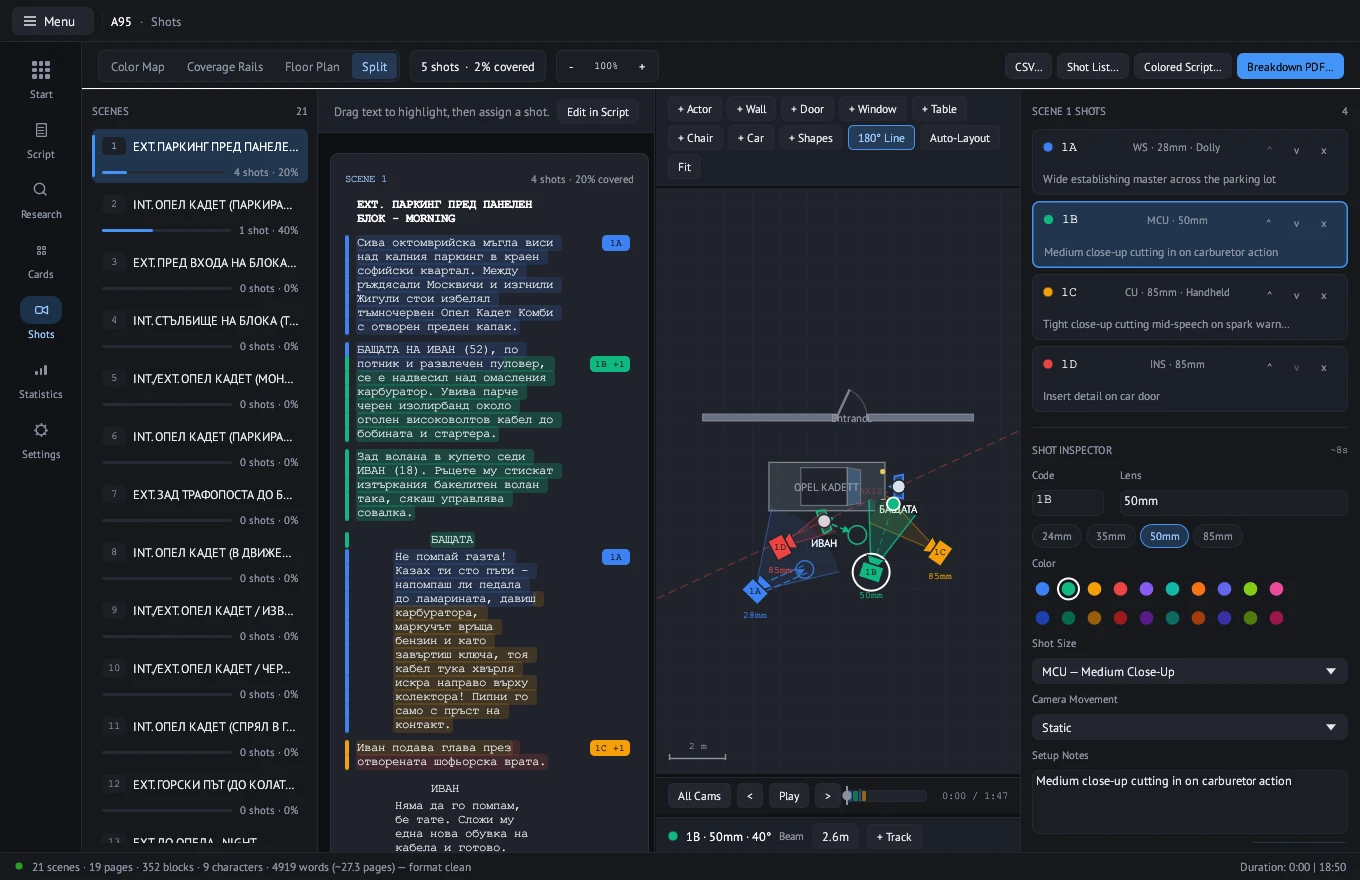 Menu
A95 · Shots
Start
Script
Research
Cards
Shots
Statistics
Settings
Color Map
Coverage Rails
Floor Plan
Split
5 shots · 2% covered
- 100% +
CSV...
Shot List...
Colored Script...
Breakdown PDF...
SCENES 21
1 EXT. ПАРКИНГ ПРЕД ПАНЕЛЕ...
4 shots · 20%
2 INT. ОПЕЛ КАДЕТ (ПАРКИРА...
1 shot · 40%
3 EXT. ПРЕД ВХОДА НА БЛОКА...
0 shots · 0%
4 INT. СТЪЛБИЩЕ НА БЛОКА (Т...
0 shots · 0%
5 INT./EXT. ОПЕЛ КАДЕТ (МОН...
0 shots · 0%
6 INT. ОПЕЛ КАДЕТ (ПАРКИРА...
0 shots · 0%
7 EXT. ЗАД ТРАФОПОСТА ДО Б...
0 shots · 0%
8 INT. ОПЕЛ КАДЕТ (В ДВИЖЕ...
0 shots · 0%
9 INT./EXT. ОПЕЛ КАДЕТ / ИЗВ...
0 shots · 0%
10 INT./EXT. ОПЕЛ КАДЕТ / ЧЕР...
0 shots · 0%
11 INT. ОПЕЛ КАДЕТ (СПРЯЛ В Г...
0 shots · 0%
12 EXT. ГОРСКИ ПЪТ (ДО КОЛАТ...
0 shots · 0%
13 EXT. ДО ОПЕЛА - NIGHT
Drag text to highlight, then assign a shot.
Edit in Script
SCENE 1 4 shots · 20% covered
EXT. ПАРКИНГ ПРЕД ПАНЕЛЕН
БЛОК - MORNING
Сива октомврийска мъгла виси 1A
над калния паркинг в краен
софийски квартал. Между
ръждясали Москвичи и изгнили
Жигули стои избелял
тъмночервен Опел Кадет Комби
с отворен преден капак.
БАЩАТА НА ИВАН (52), по
потник и развлечен пуловер, 1B +1
се е надвесил над омасления
карбуратор. Увива парче
черен изолирбанд около
оголен високоволтов кабел до
бобината и стартера.
Зад волана в купето седи
ИВАН (18). Ръцете му стискат
изтъркания бакелитен волан
така, сякаш управлява
совалка.
БАЩАТА
Не помпай газта! 1A
Казах ти сто пъти –
напомпаш ли педала
до ламарината, давиш
карбуратора,
маркучът връща
бензин и като
завъртиш ключа, тоя
кабел тука хвърля
искра направо върху
колектора! Пипни го
само с пръст на
контакт.
Иван подава глава през 1C +1
отворената шофьорска врата.
ИВАН
Няма да го помпам,
бе тате. Сложи му
една нова обувка на
кабела и готово.
+ Actor
+ Wall
+ Door
+ Window
+ Table
+ Chair
+ Car
+ Shapes
180° Line
Auto-Layout
Fit
Entrance
OPEL KADETT
AXIS
БАЩАТА
ИВАН
1D
85mm
1C
85mm
1A
28mm
1B
50mm
2 m
All Cams
<
Play
>
0:00 / 1:47
1B · 50mm · 40° Beam 2.6m + Track
SCENE 1 SHOTS 4
1A WS · 28mm · Dolly ^ v x
Wide establishing master across the parking lot
1B MCU · 50mm ^ v x
Medium close-up cutting in on carburetor action
1C CU · 85mm · Handheld ^ v x
Tight close-up cutting mid-speech on spark warn...
1D INS · 85mm ^ v x
Insert detail on car door
SHOT INSPECTOR ~8s
Code Lens
1B 50mm
24mm 35mm 50mm 85mm
Color
Shot Size
MCU — Medium Close-Up
Camera Movement
Static
Setup Notes
Medium close-up cutting in on carburetor action
21 scenes · 19 pages · 352 blocks · 9 characters · 4919 words (~27.3 pages) — format clean
Duration: 0:00 | 18:50